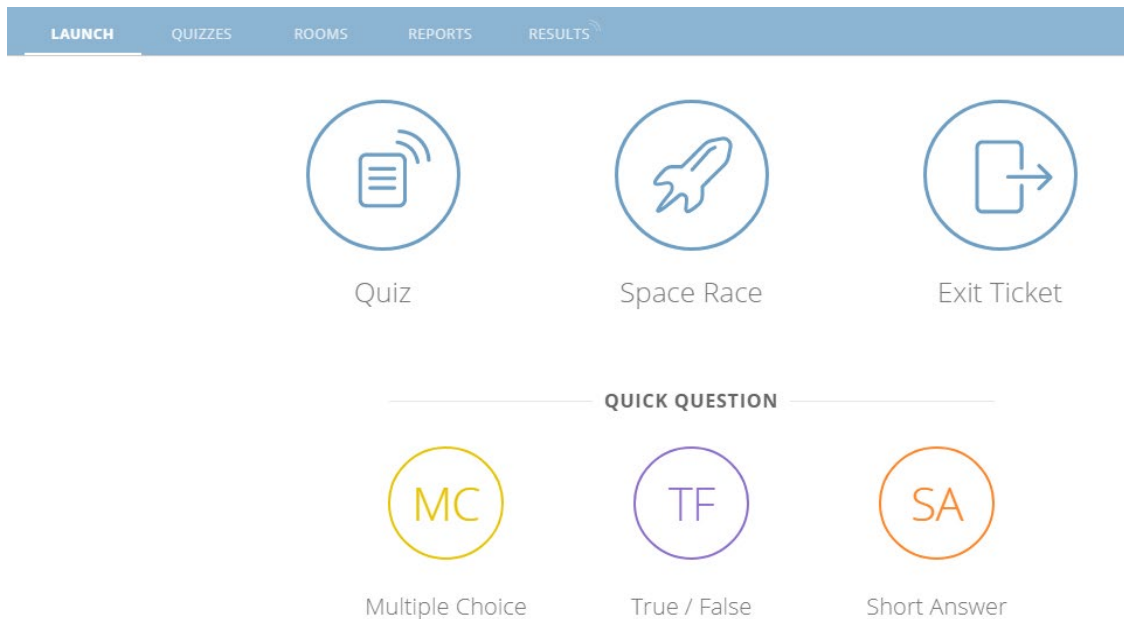 LAUNCH QUIZZES ROOMS REPORTS RESULTS
Quiz Space Race Exit Ticket
QUICK QUESTION
MC TF SA
Multiple Choice True / False Short Answer